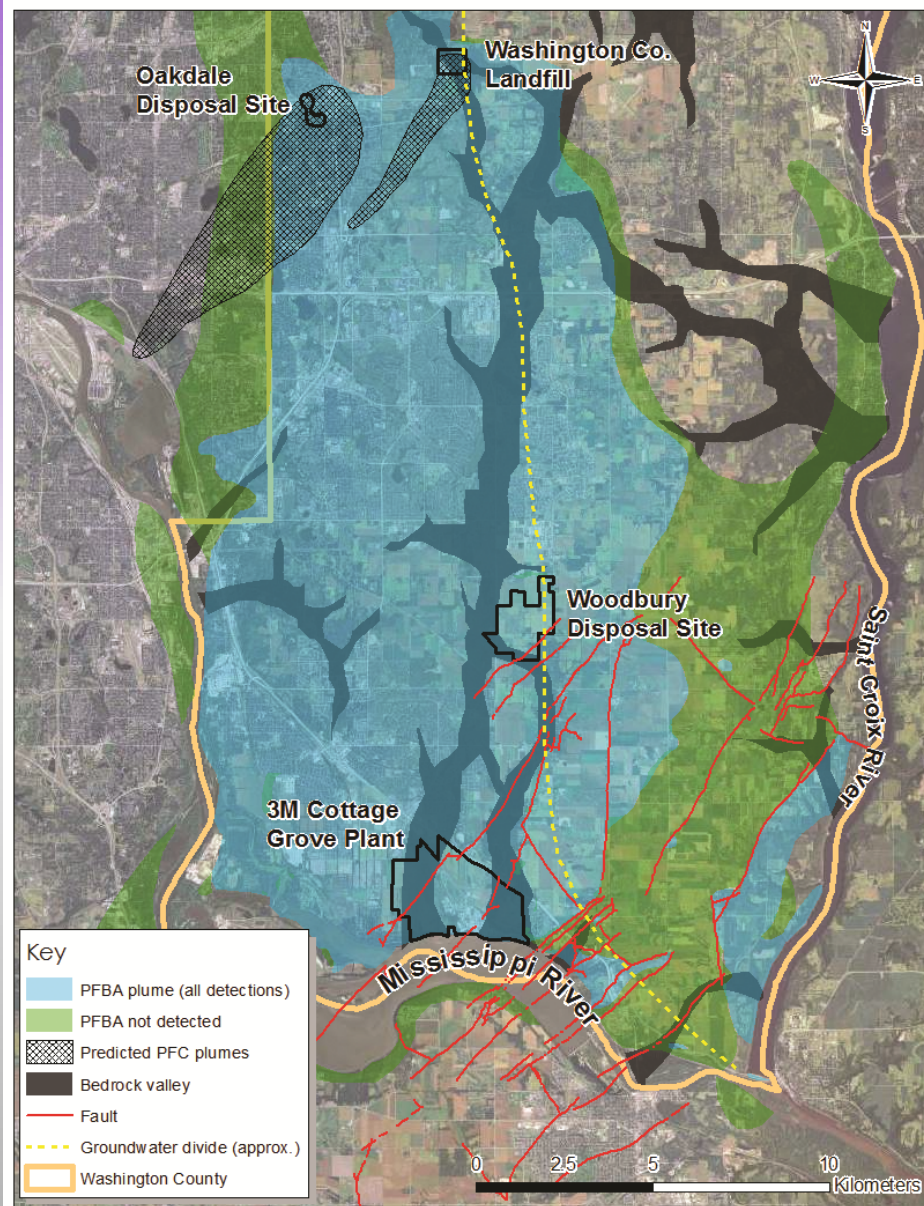 N
W E
S
Washington Co.
Landfill
Oakdale
Disposal Site
Woodbury
Disposal Site
Saint Croix River
3M Cottage
Grove Plant
Mississippi River
Key
PFBA plume (all detections)
PFBA not detected
Predicted PFC plumes
Bedrock valley
Fault
Groundwater divide (approx.)
Washington County
0 2.5 5 10
Kilometers